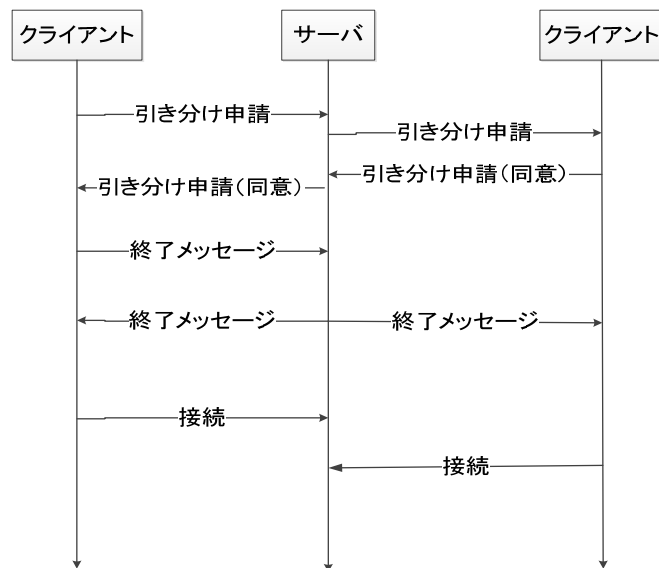 クライアント
サーバ
クライアント
引き分け申請
引き分け申請
引き分け申請（同意）
引き分け申請（同意）
終了メッセージ
終了メッセージ
終了メッセージ
接続
接続